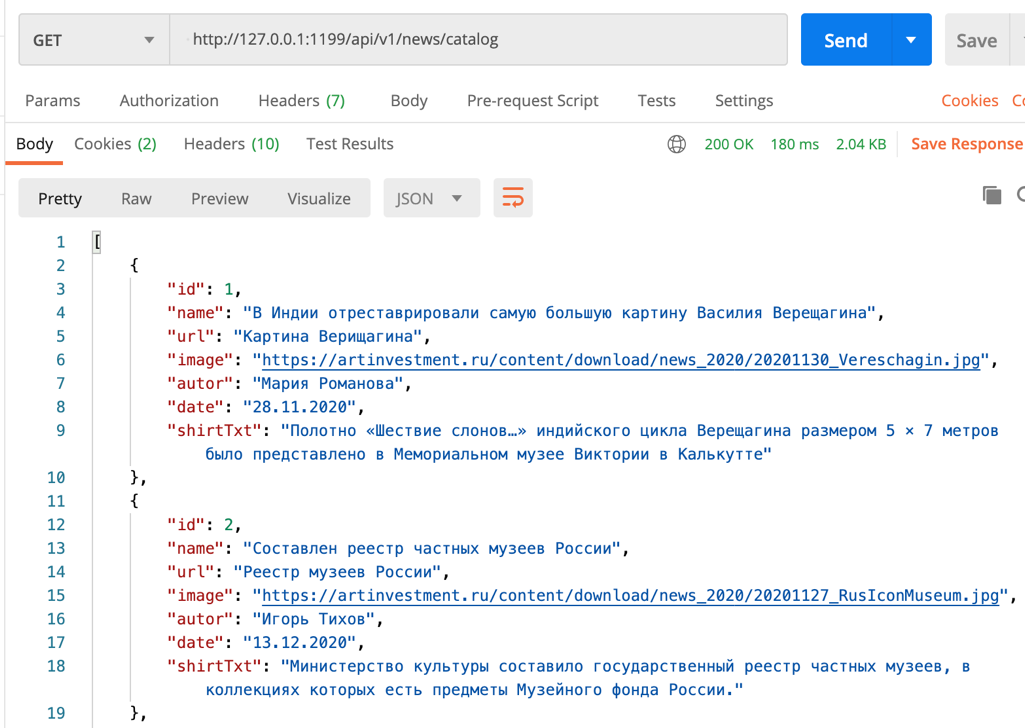 GET http://127.0.0.1:1199/api/v1/news/catalog Send Save
Params Authorization Headers (7) Body Pre-request Script Tests Settings Cookies
Body Cookies (2) Headers (10) Test Results 200 OK 180 ms 2.04 KB Save Response
Pretty Raw Preview Visualize JSON
1 [
2 {
3 "id": 1,
4 "name": "В Индии отреставрировали самую большую картину Василия Верещагина",
5 "url": "Картина Верищагина",
6 "image": "https://artinvestment.ru/content/download/news_2020/20201130_Vereschagin.jpg",
7 "autor": "Мария Романова",
8 "date": "28.11.2020",
9 "shirtTxt": "Полотно «Шествие слонов…» индийского цикла Верещагина размером 5 × 7 метров
было представлено в Мемориальном музее Виктории в Калькутте"
10 },
11 {
12 "id": 2,
13 "name": "Составлен реестр частных музеев России",
14 "url": "Реестр музеев России",
15 "image": "https://artinvestment.ru/content/download/news_2020/20201127_RusIconMuseum.jpg",
16 "autor": "Игорь Тихов",
17 "date": "13.12.2020",
18 "shirtTxt": "Министерство культуры составило государственный реестр частных музеев, в
коллекциях которых есть предметы Музейного фонда России."
19 },